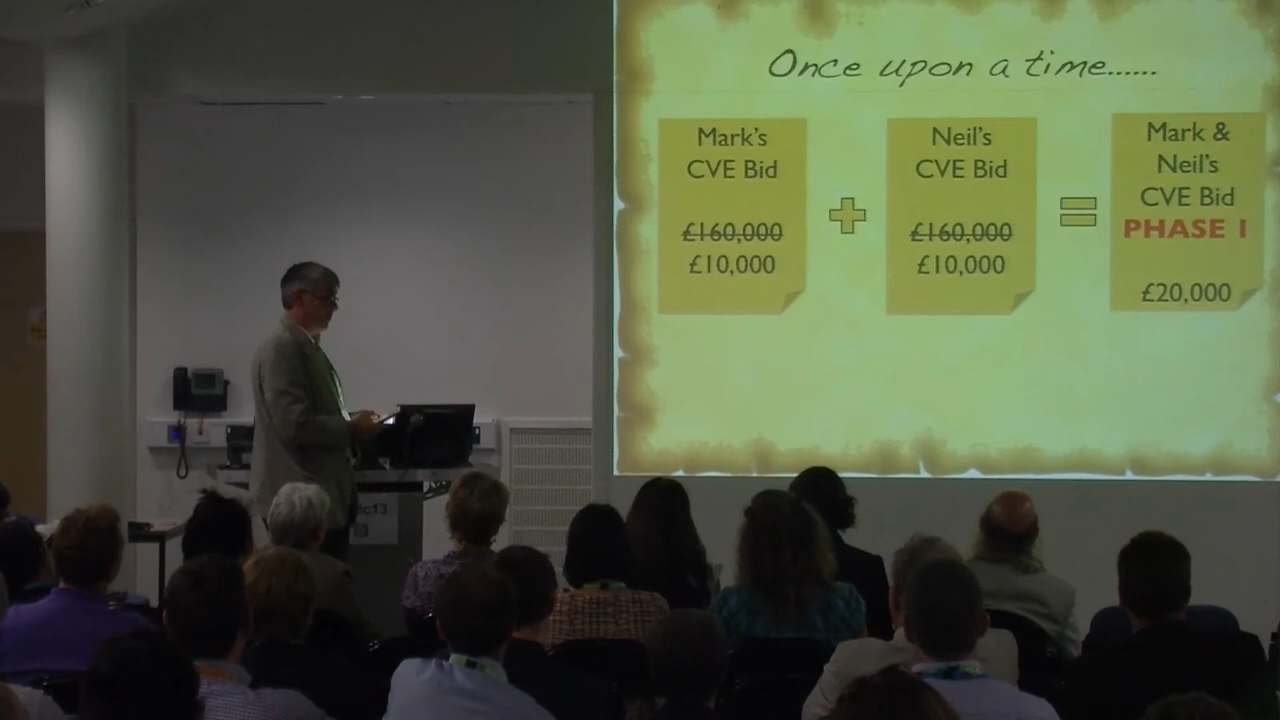 Once upon a time......
Mark's
CVE Bid
£160,000
£10,000
Neil's
CVE Bid
£160,000
£10,000
Mark &
Neil's
CVE Bid
PHASE 1
£20,000
tc13